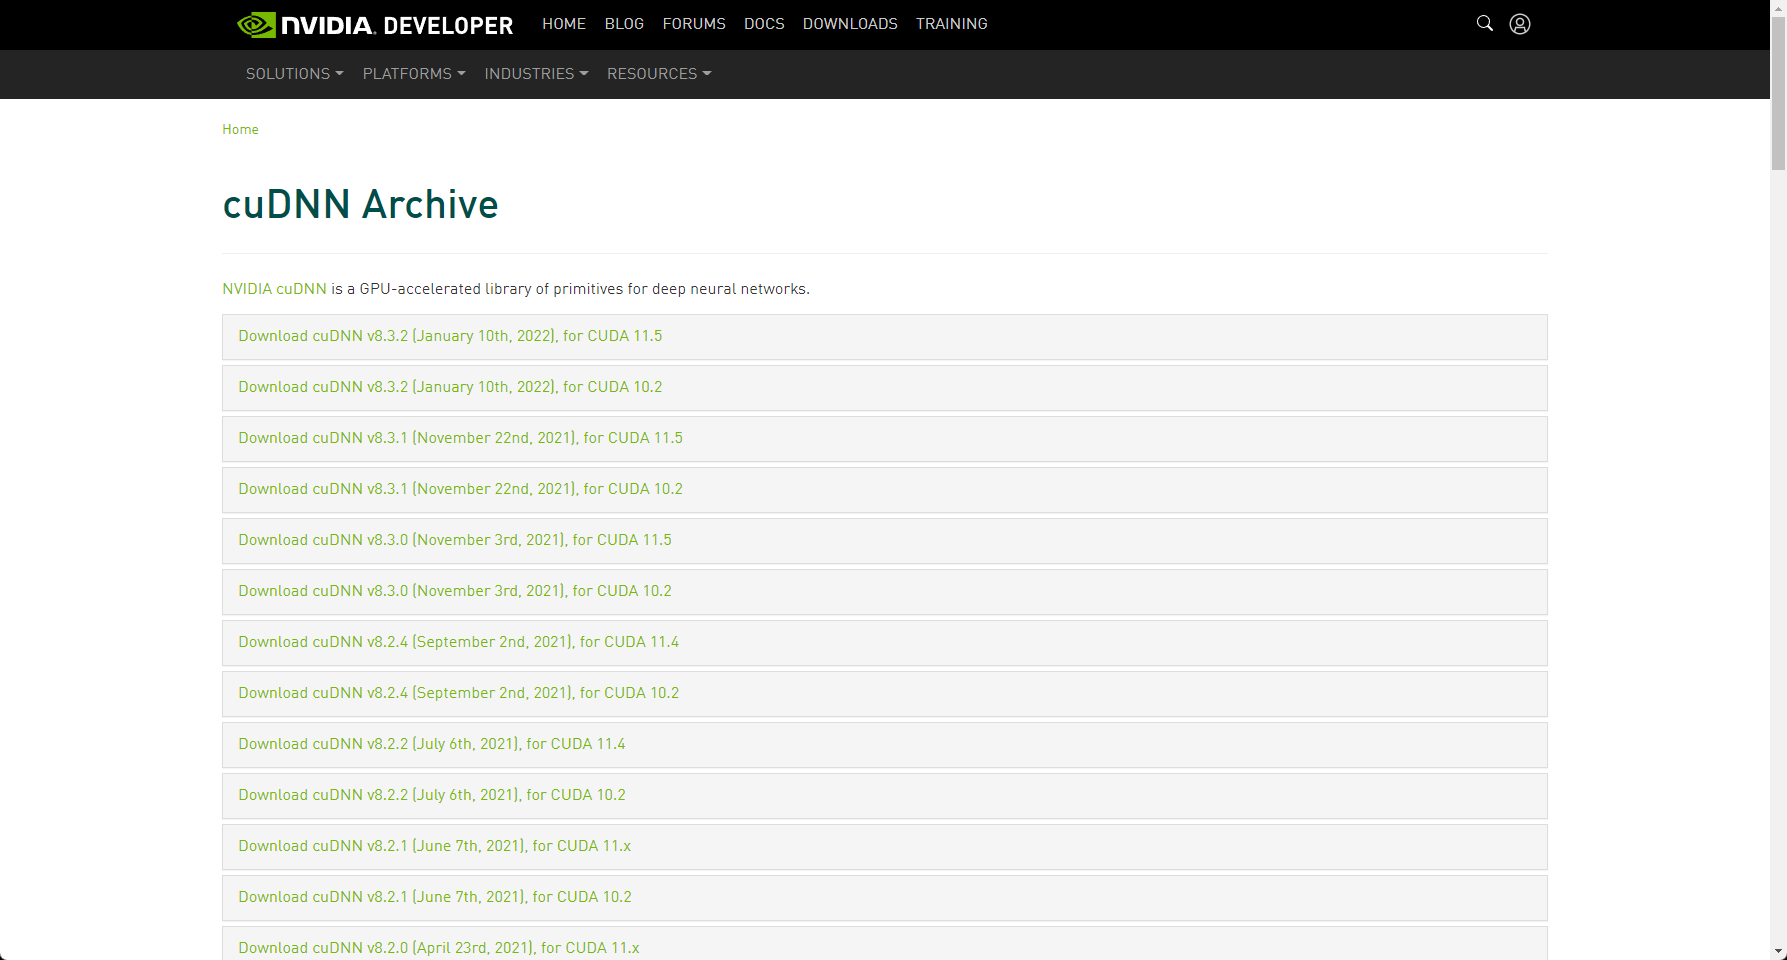 NVIDIA. DEVELOPER HOME BLOG FORUMS DOCS DOWNLOADS TRAINING
SOLUTIONS PLATFORMS INDUSTRIES RESOURCES
Home
cuDNN Archive
NVIDIA cuDNN is a GPU-accelerated library of primitives for deep neural networks.
Download cuDNN v8.3.2 (January 10th, 2022), for CUDA 11.5
Download cuDNN v8.3.2 (January 10th, 2022), for CUDA 10.2
Download cuDNN v8.3.1 (November 22nd, 2021), for CUDA 11.5
Download cuDNN v8.3.1 (November 22nd, 2021), for CUDA 10.2
Download cuDNN v8.3.0 (November 3rd, 2021), for CUDA 11.5
Download cuDNN v8.3.0 (November 3rd, 2021), for CUDA 10.2
Download cuDNN v8.2.4 (September 2nd, 2021), for CUDA 11.4
Download cuDNN v8.2.4 (September 2nd, 2021), for CUDA 10.2
Download cuDNN v8.2.2 (July 6th, 2021), for CUDA 11.4
Download cuDNN v8.2.2 (July 6th, 2021), for CUDA 10.2
Download cuDNN v8.2.1 (June 7th, 2021), for CUDA 11.x
Download cuDNN v8.2.1 (June 7th, 2021), for CUDA 10.2
Download cuDNN v8.2.0 (April 23rd, 2021), for CUDA 11.x